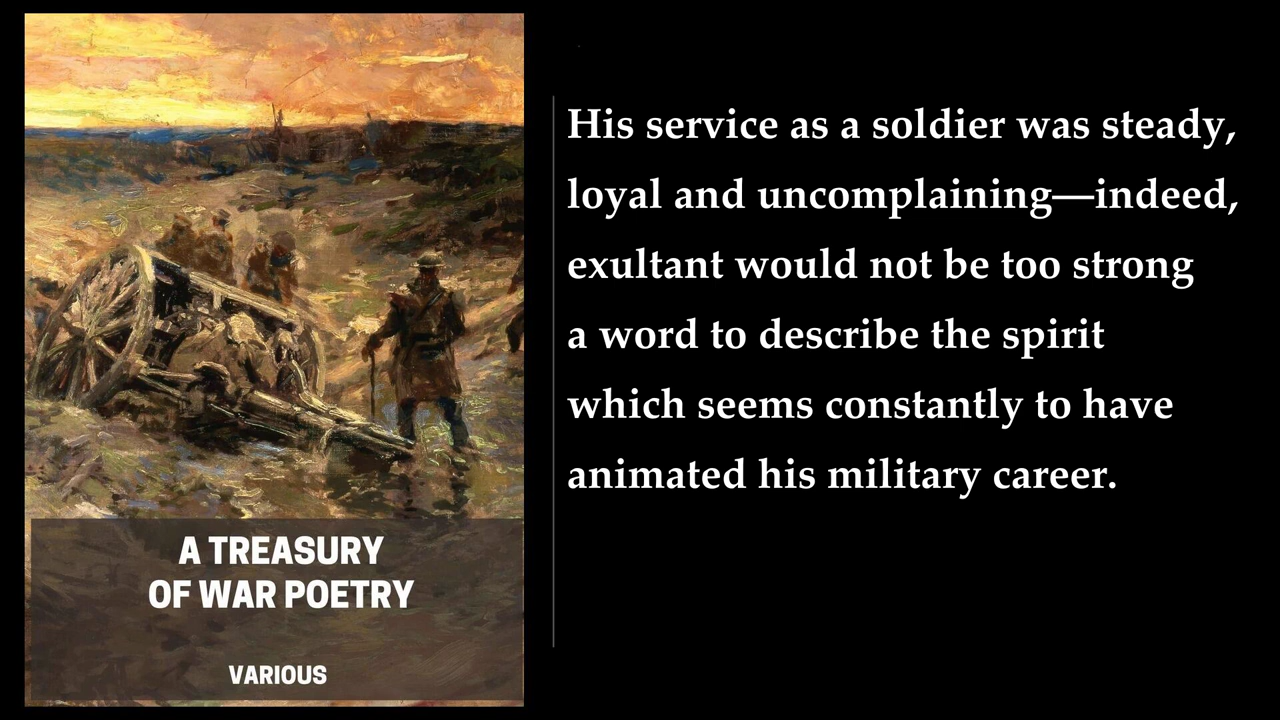 His service as a soldier was steady,
loyal and uncomplaining—indeed,
exultant would not be too strong
a word to describe the spirit
which seems constantly to have
animated his military career.
A TREASURY
OF WAR POETRY
VARIOUS